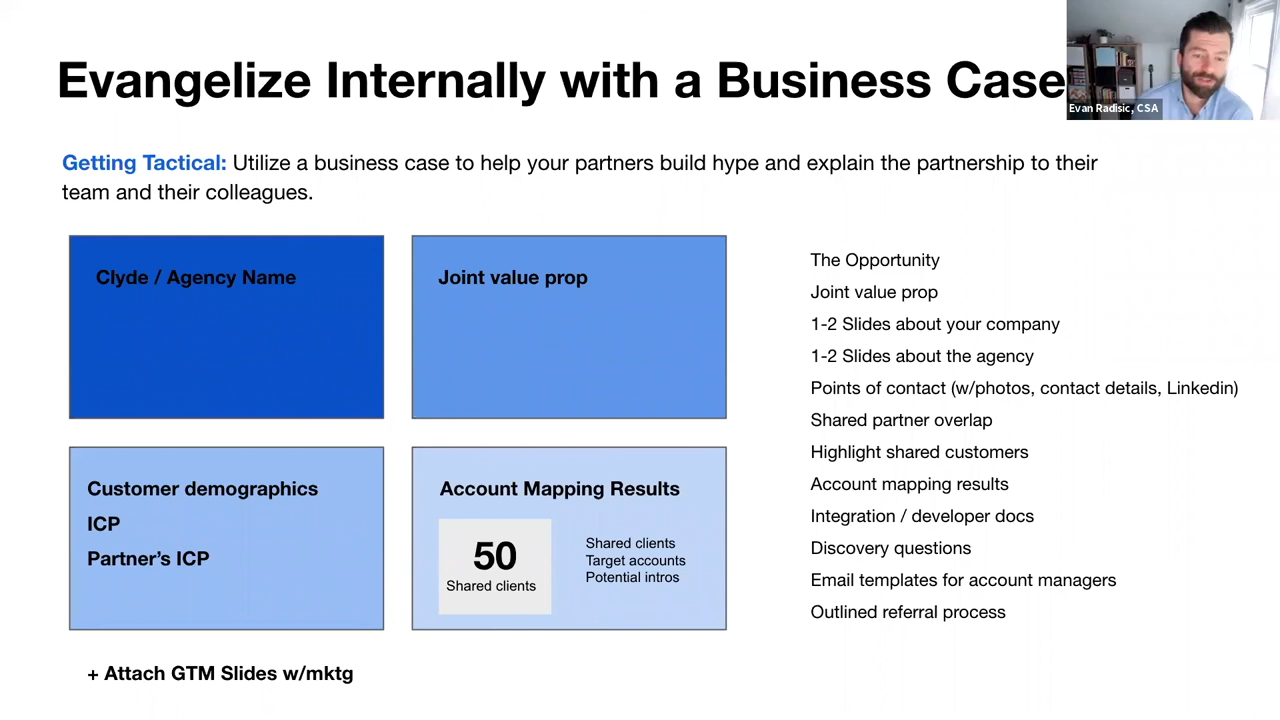 Evangelize Internally with a Business Case
Evan Radisic, CSA
Getting Tactical: Utilize a business case to help your partners build hype and explain the partnership to their
team and their colleagues.
Clyde / Agency Name
Joint value prop
Customer demographics
ICP
Partner’s ICP
Account Mapping Results
50
Shared clients
Shared clients
Target accounts
Potential intros
+ Attach GTM Slides w/mktg
The Opportunity
Joint value prop
1-2 Slides about your company
1-2 Slides about the agency
Points of contact (w/photos, contact details, Linkedin)
Shared partner overlap
Highlight shared customers
Account mapping results
Integration / developer docs
Discovery questions
Email templates for account managers
Outlined referral process